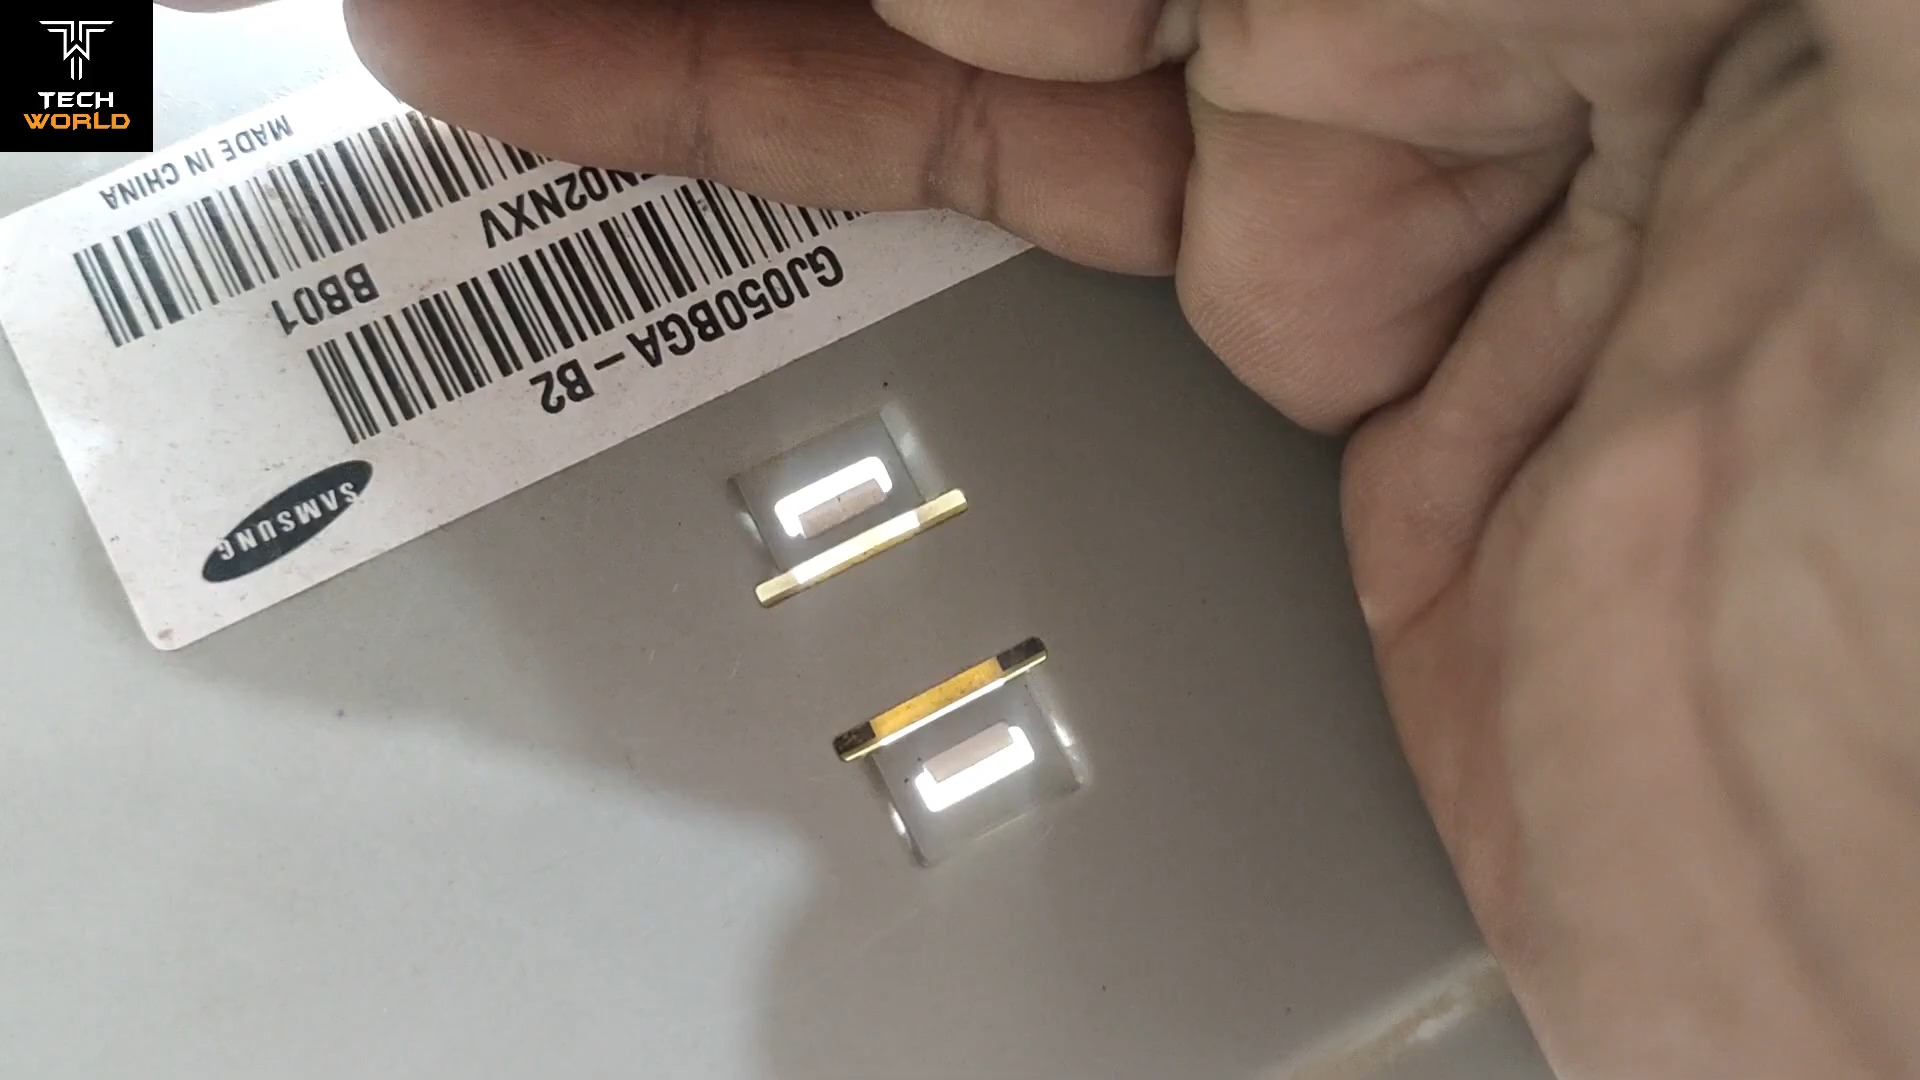 TECH
WORLD
SAMSUNG
GJ050BGA-B2
BB01
N02NXV
MADE IN CHINA